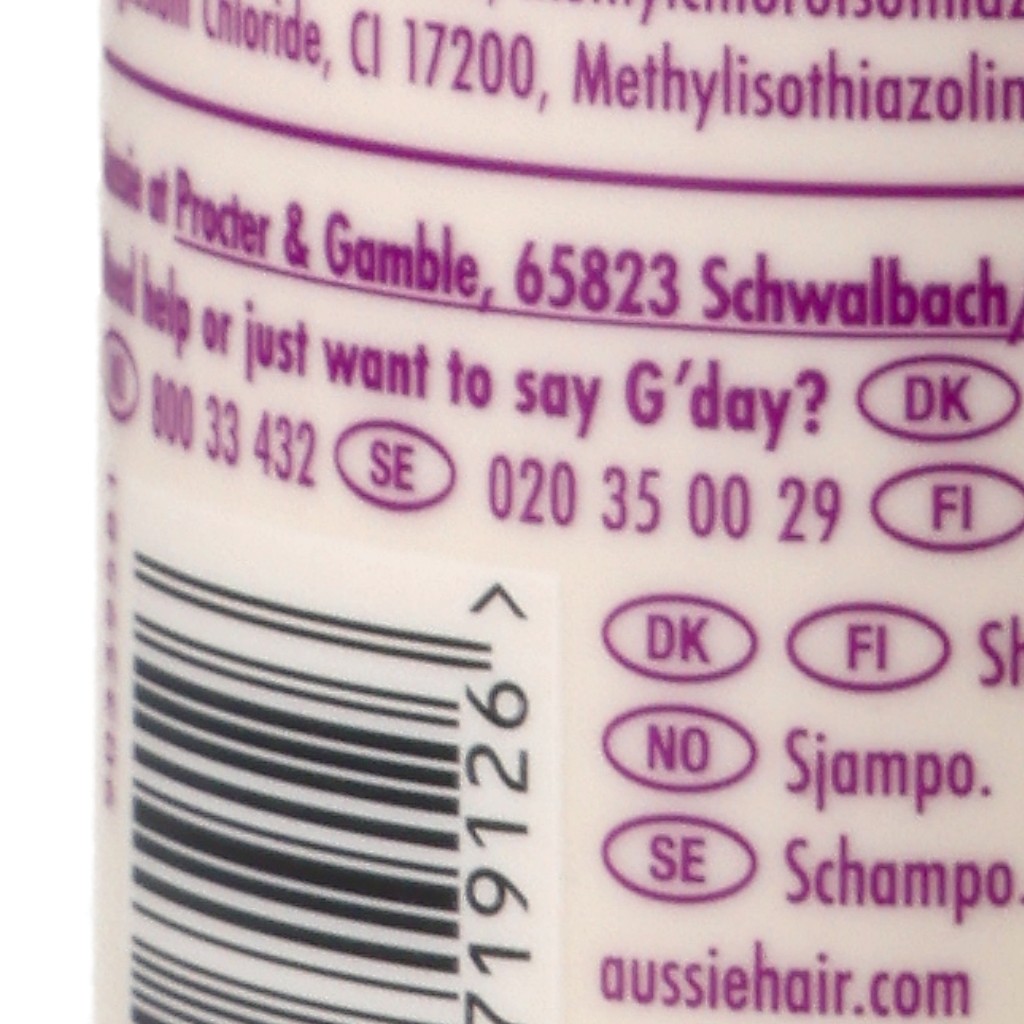 Chloride, CI 17200,
at Procter & Gamble, 65823 Schwalbach,
help or just want to say G'day? DK
800 33 432 SE 020 35 00 29 FI
DK FI
NO Sjampo.
SE Schampo.
aussiehair.com
719126 >